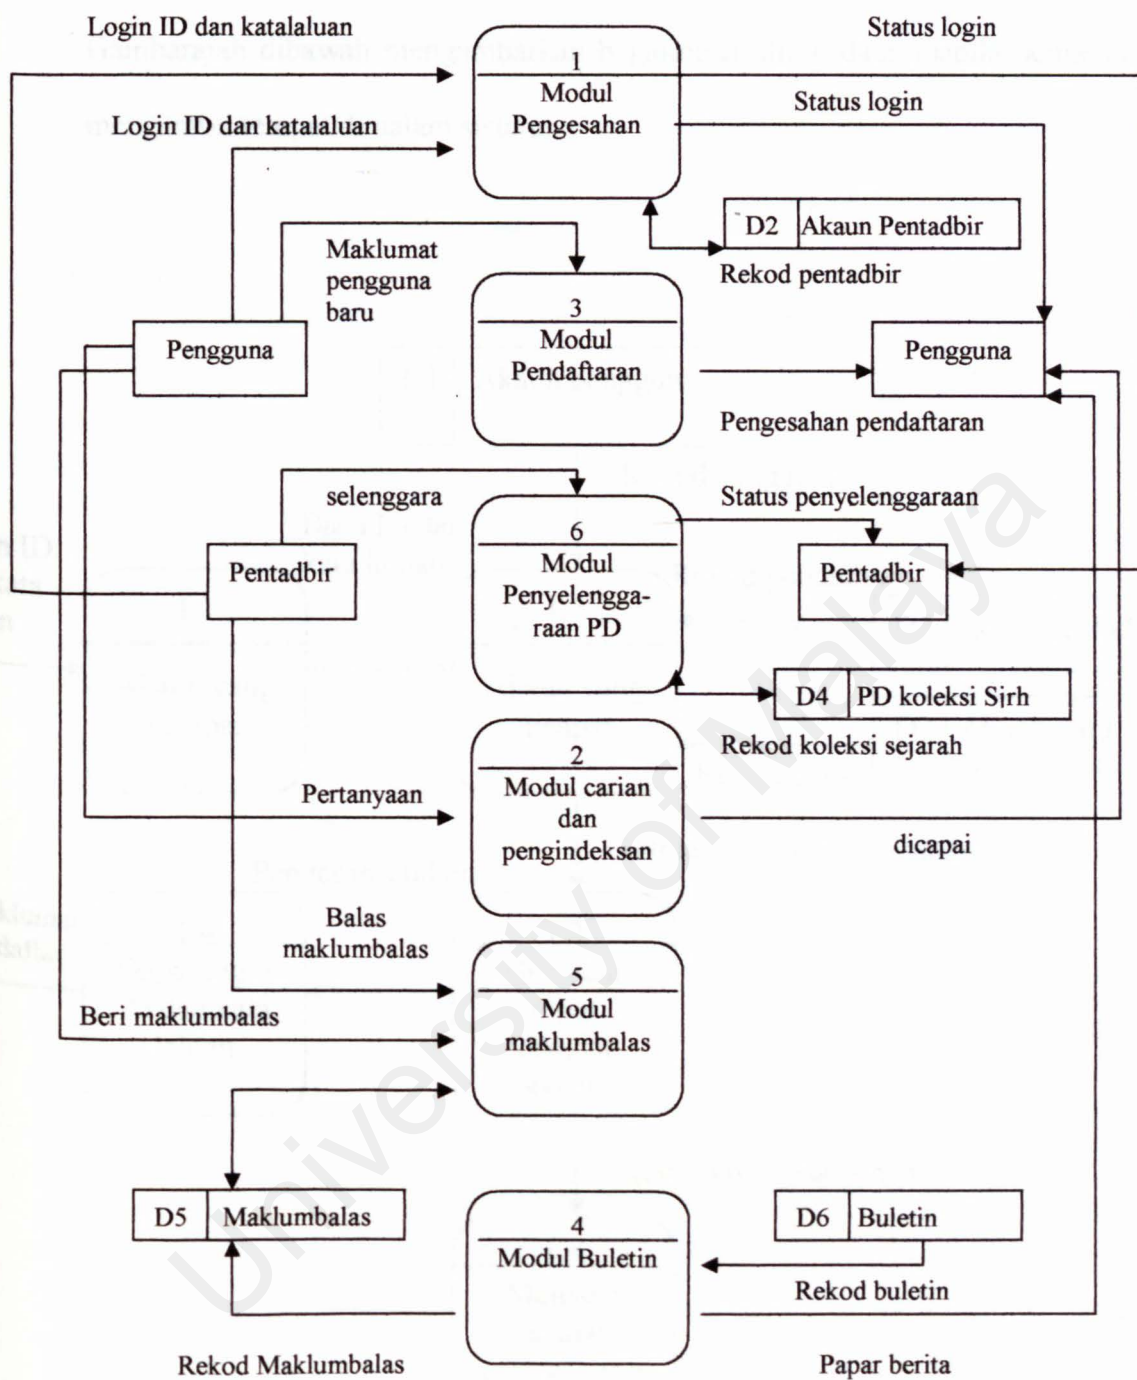 Login ID dan katalaluan
Status login
1
Modul
Pengesahan
Status login
Login ID dan katalaluan
D2 Akaun Pentadbir
Rekod pentadbir
Maklumat
pengguna
baru
3
Modul
Pendaftaran
Pengguna
Pengguna
Pengesahan pendaftaran
selenggara
Status penyelenggaraan
6
Modul
Penyelengga-
raan PD
Pentadbir
Pentadbir
D4 PD koleksi Sjrh
Rekod koleksi sejarah
2
Modul carian
dan
pengindeksan
Pertanyaan
dicapai
Balas
maklumbalas
5
Modul
maklumbalas
Beri maklumbalas
D5 Maklumbalas
4
Modul Buletin
D6 Buletin
Rekod buletin
Rekod Maklumbalas
Papar berita
University of Malaya